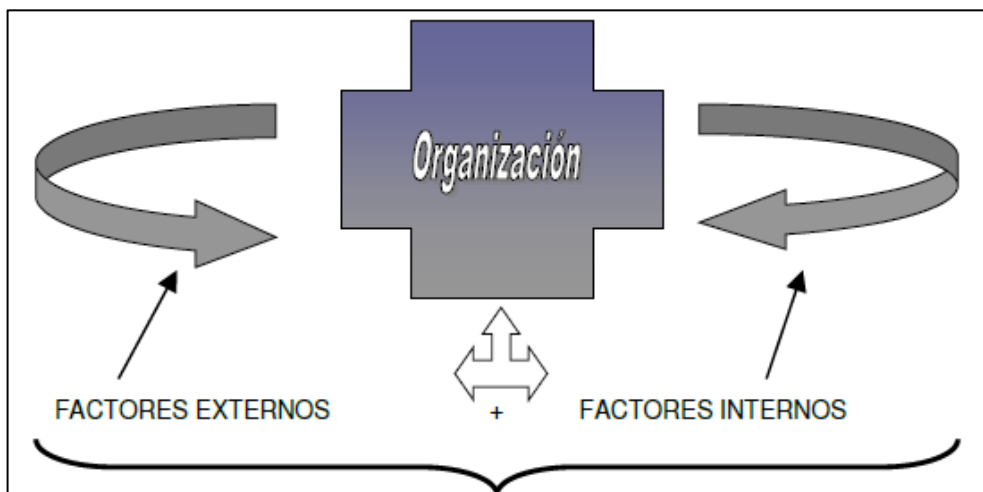 Organización
FACTORES EXTERNOS
+
FACTORES INTERNOS